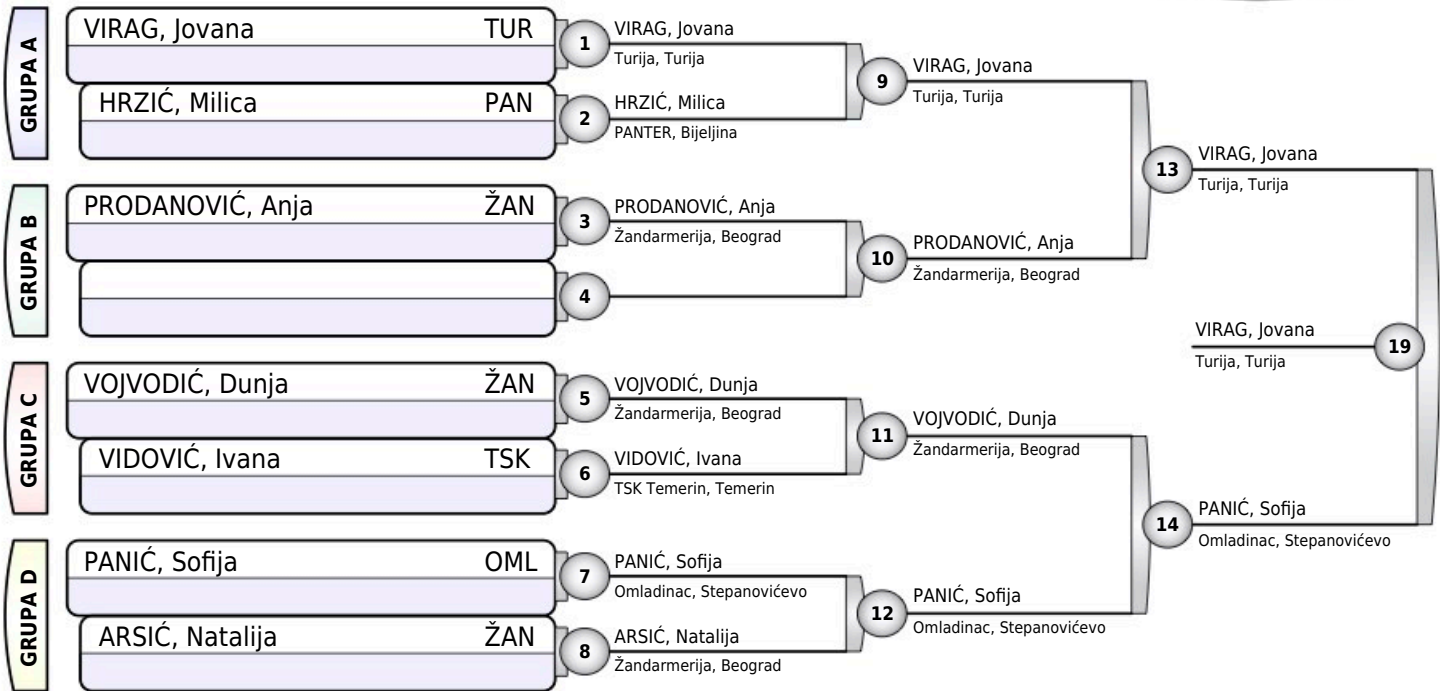 GRUPA A
VIRAG, Jovana TUR
HRZIĆ, Milica PAN
GRUPA B
PRODANOVIĆ, Anja ŽAN
GRUPA C
VOJVODIĆ, Dunja ŽAN
VIDOVIĆ, Ivana TSK
GRUPA D
PANIĆ, Sofija OML
ARSIĆ, Natalija ŽAN
1
VIRAG, Jovana
Turija, Turija
2
HRZIĆ, Milica
PANTER, Bijeljina
3
PRODANOVIĆ, Anja
Žandarmerija, Beograd
4
5
VOJVODIĆ, Dunja
Žandarmerija, Beograd
6
VIDOVIĆ, Ivana
TSK Temerin, Temerin
7
PANIĆ, Sofija
Omladinac, Stepanovićevo
8
ARSIĆ, Natalija
Žandarmerija, Beograd
9
VIRAG, Jovana
Turija, Turija
10
PRODANOVIĆ, Anja
Žandarmerija, Beograd
11
VOJVODIĆ, Dunja
Žandarmerija, Beograd
12
PANIĆ, Sofija
Omladinac, Stepanovićevo
13
VIRAG, Jovana
Turija, Turija
14
PANIĆ, Sofija
Omladinac, Stepanovićevo
VIRAG, Jovana
Turija, Turija
19